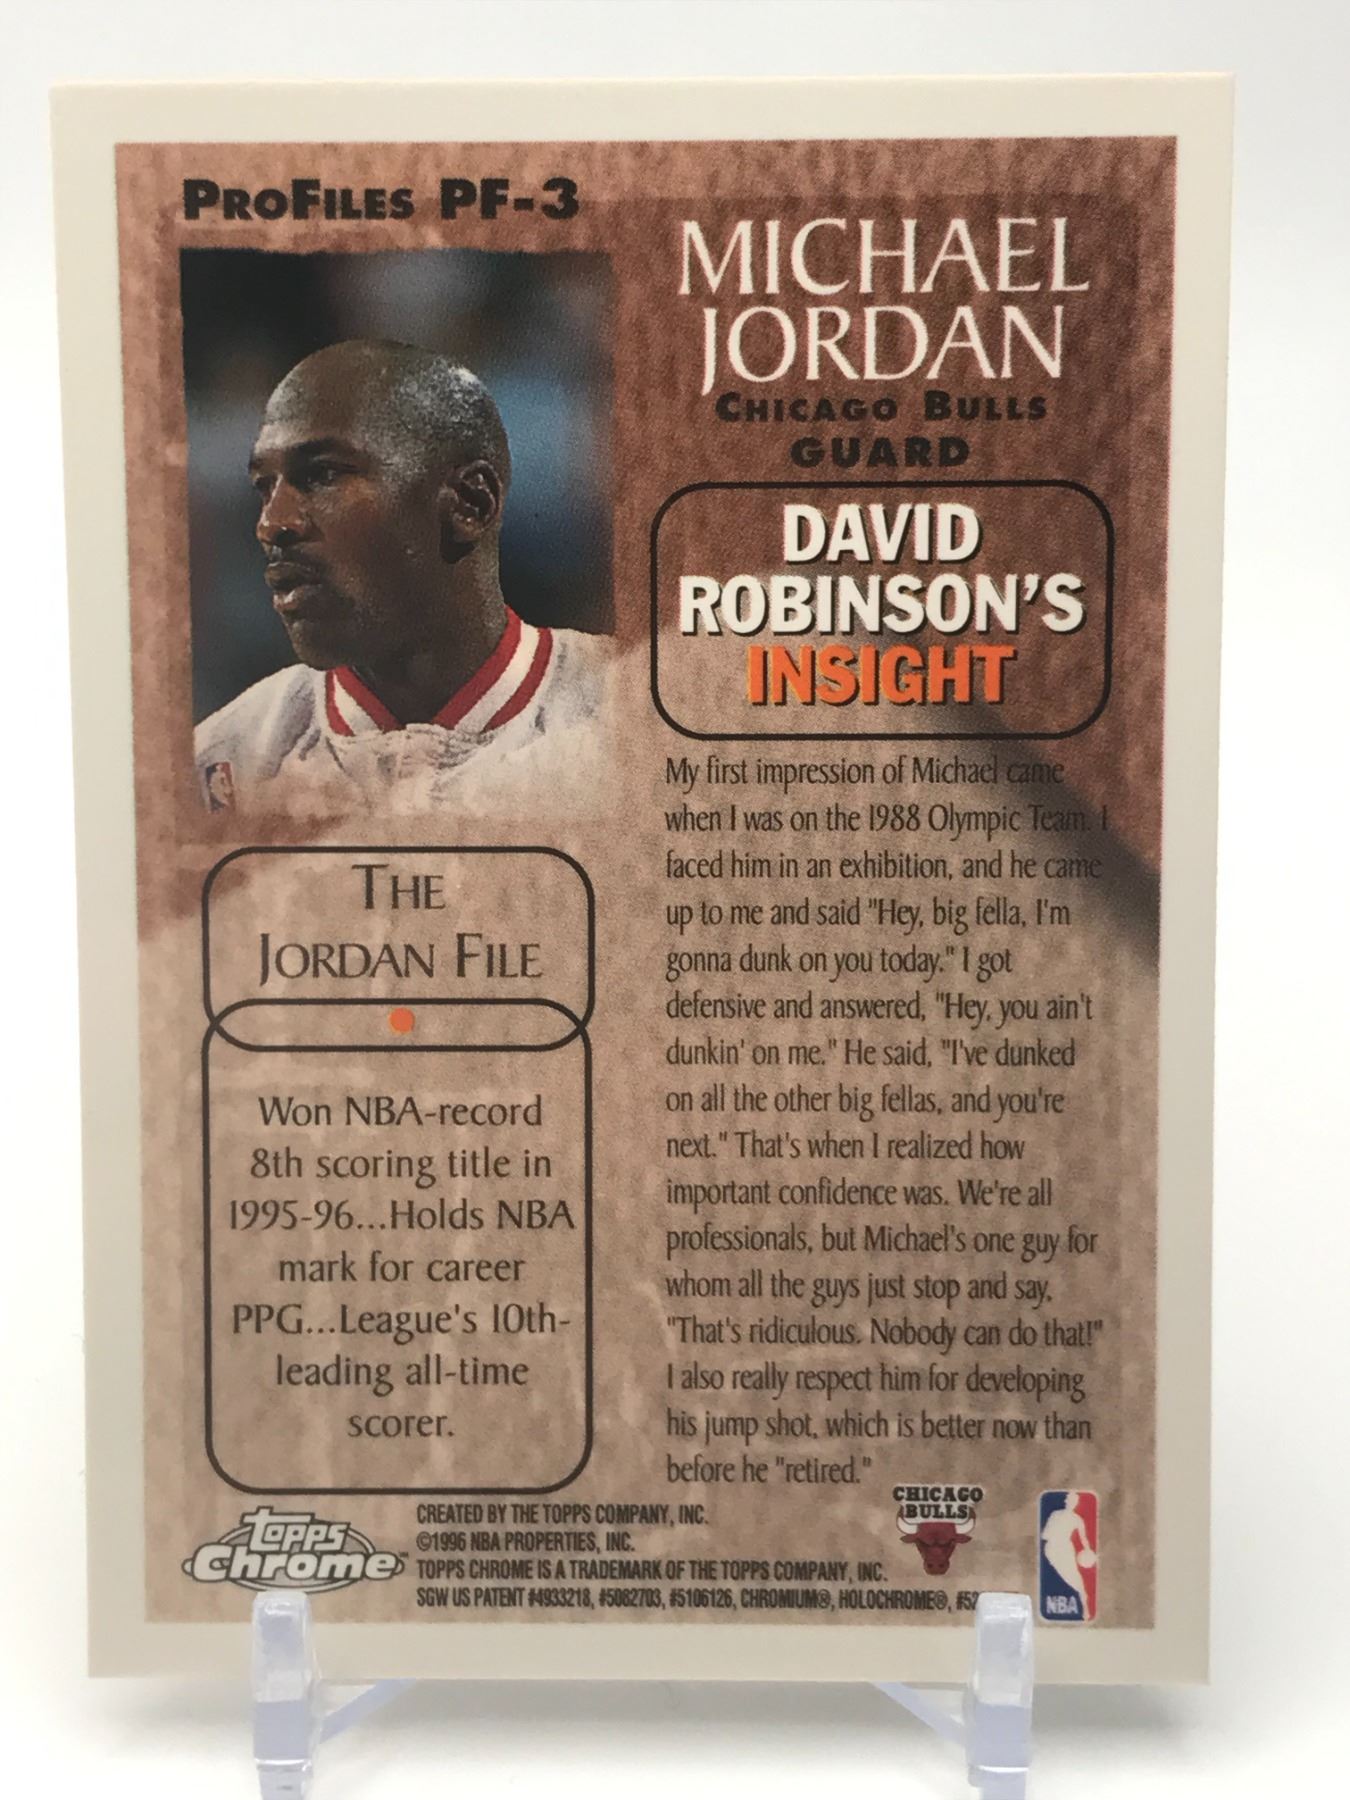 PROFILES PF-3
MICHAEL
JORDAN
CHICAGO BULLS
GUARD
DAVID
ROBINSON'S
INSIGHT
My first impression of Michael came
when I was on the 1988 Olympic Team. I
faced him in an exhibition, and he came
up to me and said "Hey, big fella, I'm
gonna dunk on you today." I got
defensive and answered, "Hey, you ain't
dunkin' on me." He said, "I've dunked
on all the other big fellas, and you're
next." That's when I realized how
important confidence was. We're all
professionals, but Michael's one guy for
whom all the guys just stop and say,
"That's ridiculous. Nobody can do that!"
I also really respect him for developing
his jump shot, which is better now than
before he "retired."
THE
JORDAN FILE
Won NBA-record
8th scoring title in
1995-96...Holds NBA
mark for career
PPG...League's 10th-
leading all-time
scorer.
topps
Chrome™
CREATED BY THE TOPPS COMPANY, INC.
©1996 NBA PROPERTIES, INC.
TOPPS CHROME IS A TRADEMARK OF THE TOPPS COMPANY, INC.
SGW US PATENT #4933218, #5082703, #5106126, CHROMIUM®, HOLOCHROME®,
CHICAGO
BULLS
NBA